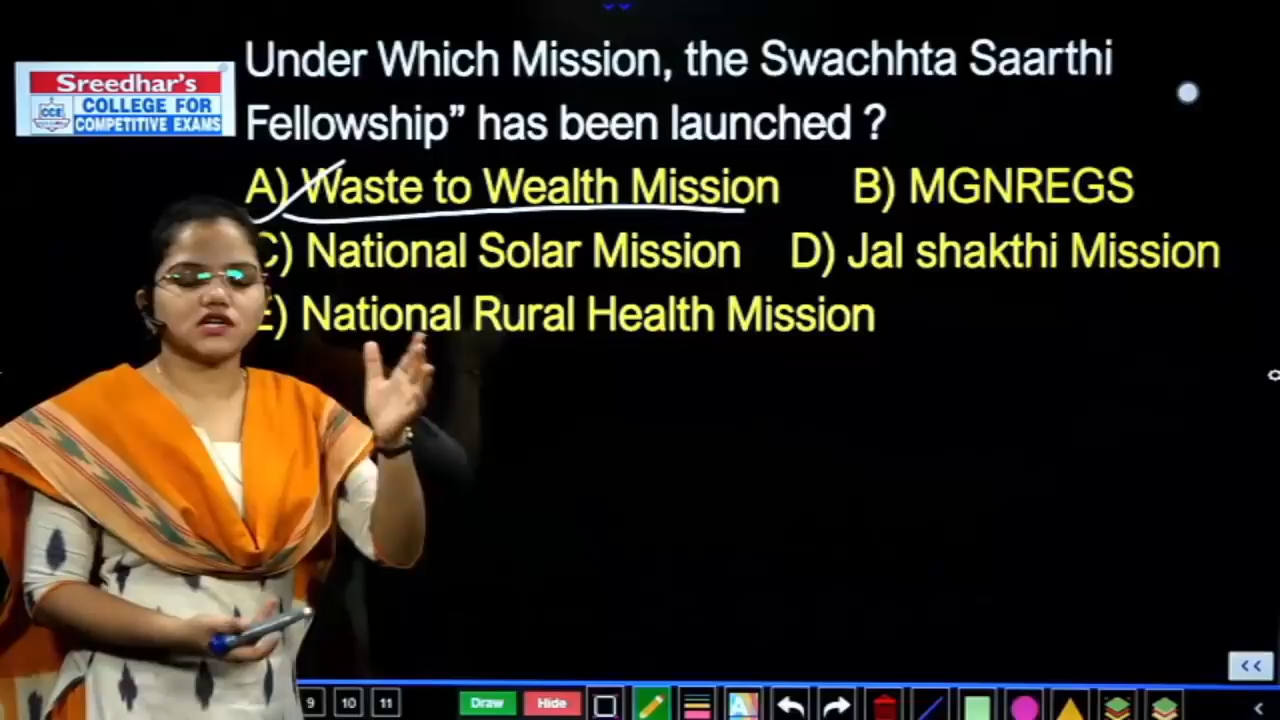 Sreedhar's
CCE
COLLEGE FOR
COMPETITIVE EXAMS
Under Which Mission, the Swachhta Saarthi
Fellowship” has been launched ?
A) Waste to Wealth Mission B) MGNREGS
C) National Solar Mission D) Jal shakthi Mission
E) National Rural Health Mission
9 10 11 Draw Hide A